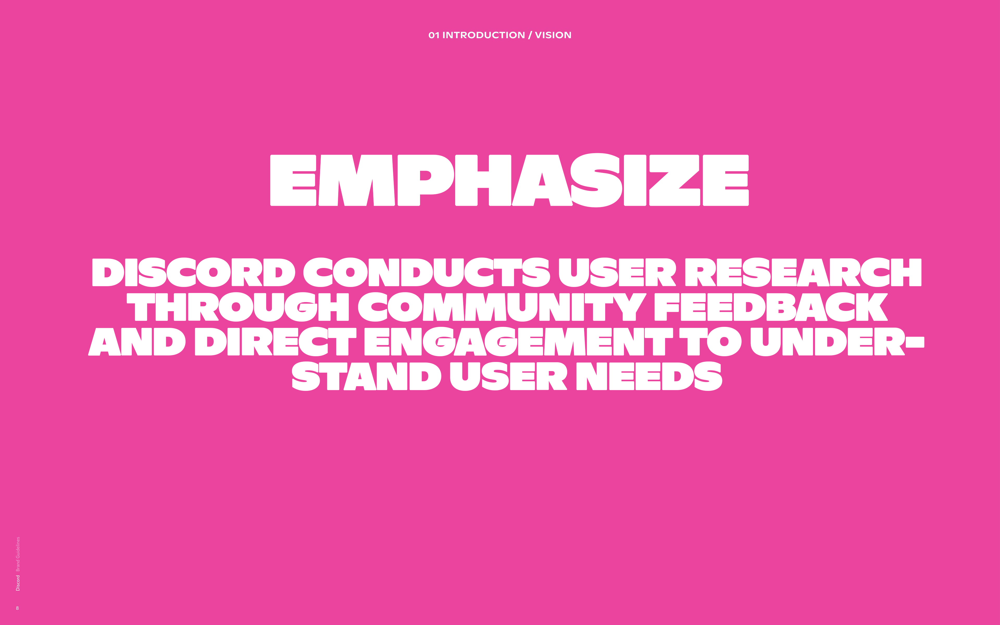 01 INTRODUCTION / VISION
EMPHASIZE
DISCORD CONDUCTS USER RESEARCH
THROUGH COMMUNITY FEEDBACK
AND DIRECT ENGAGEMENT TO UNDER-
STAND USER NEEDS
Discord Brand Guidelines
8